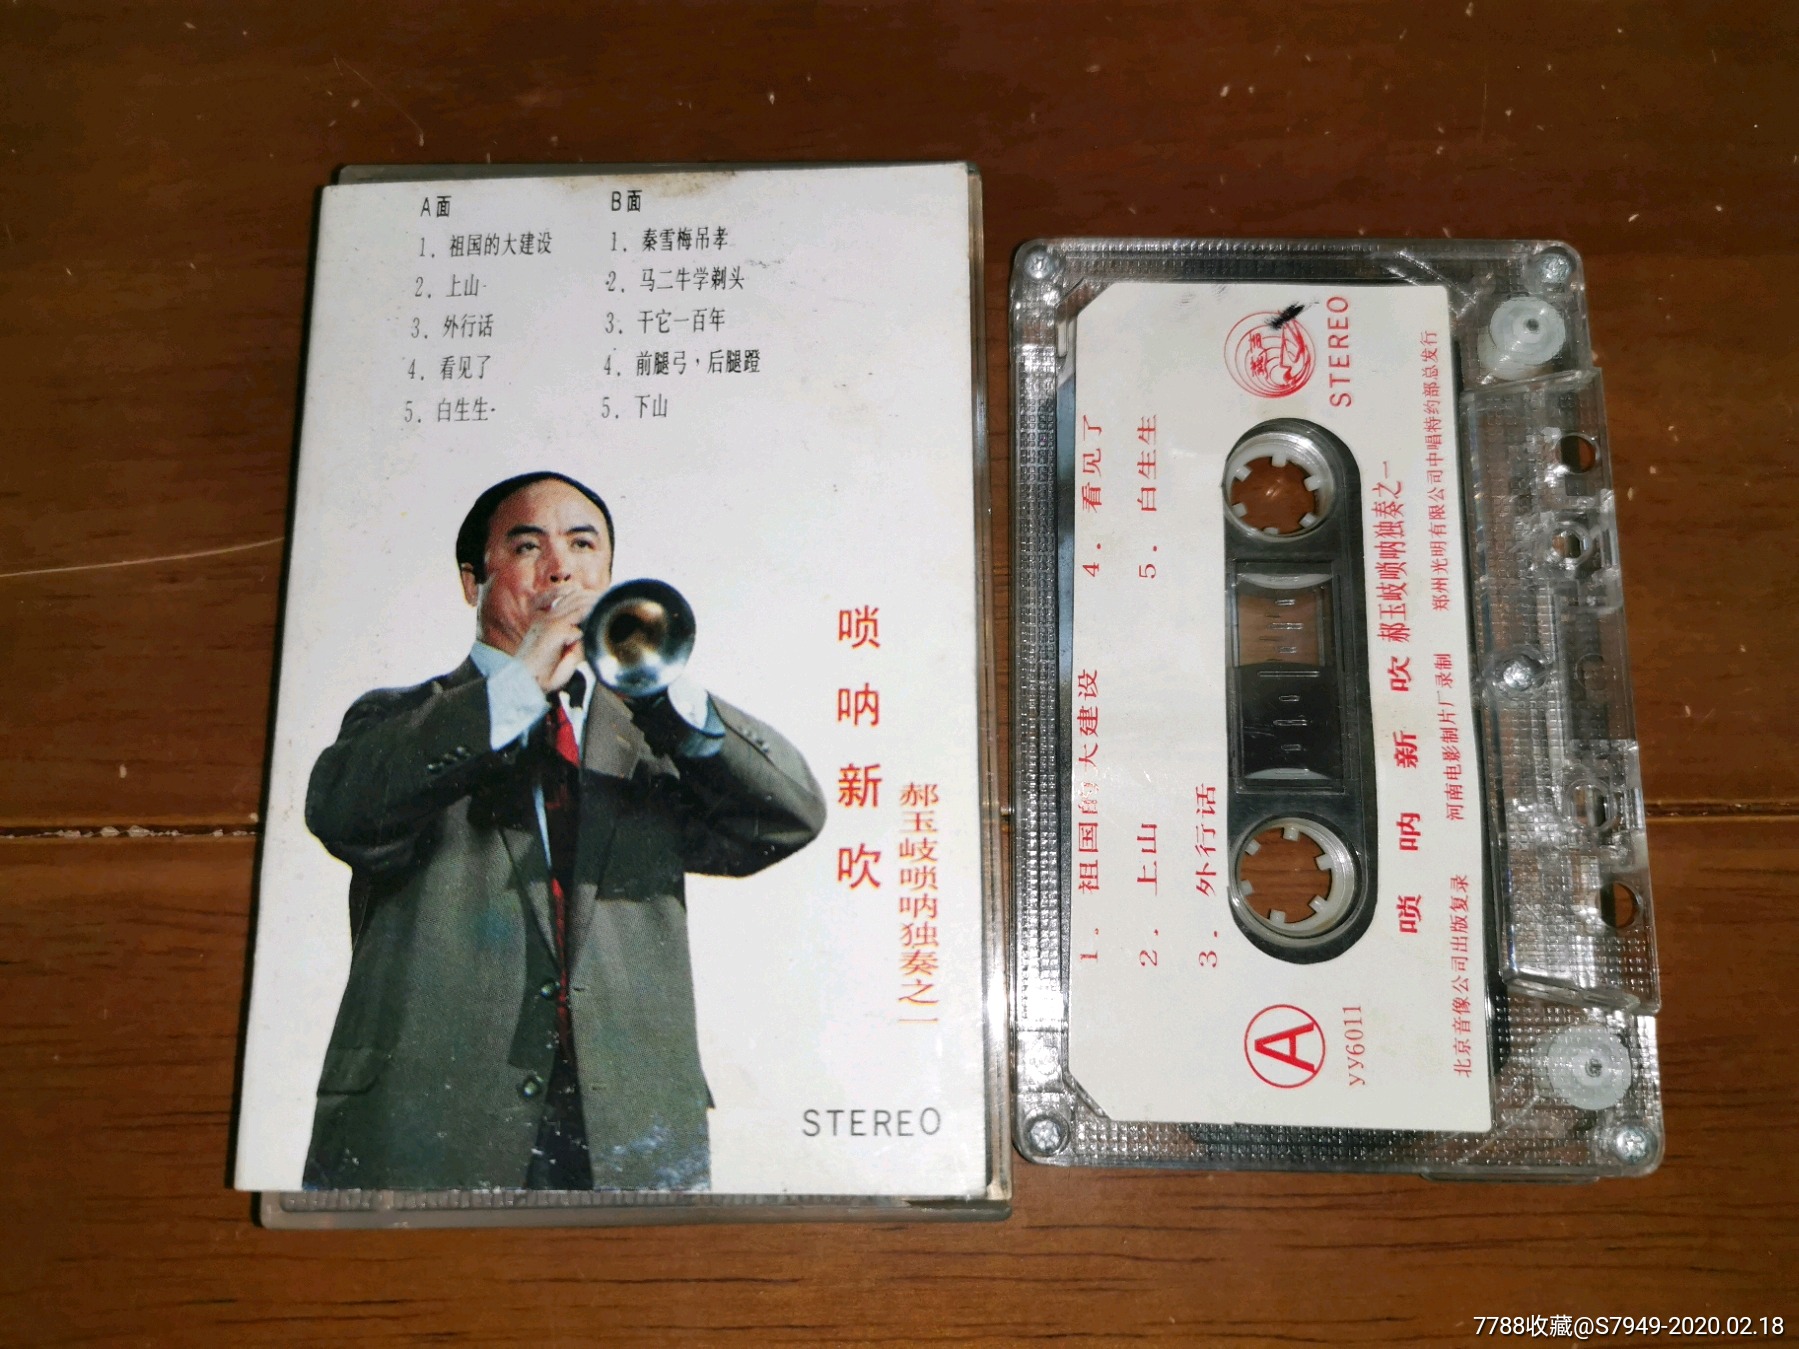 A面
1. 祖国的大建设
2. 上山
3. 外行话
4. 看见了
5. 白生生
B面
1. 秦雪梅吊孝
2. 马二牛学剃头
3. 干它一百年
4. 前腿弓，后腿蹬
5. 下山
唢呐新吹
郝玉岐唢呐独奏之一
STEREO
1. 祖国的大建设
2. 上山
3. 外行话
4. 看见了
5. 白生生
A
yy6011
燕声
STEREO
唢呐新吹 郝玉岐唢呐独奏之一
北京音像公司出版复录 河南电影制片厂录制 郑州光明有限公司中唱特约部总发行
7788收藏@S7949-2020.02.18